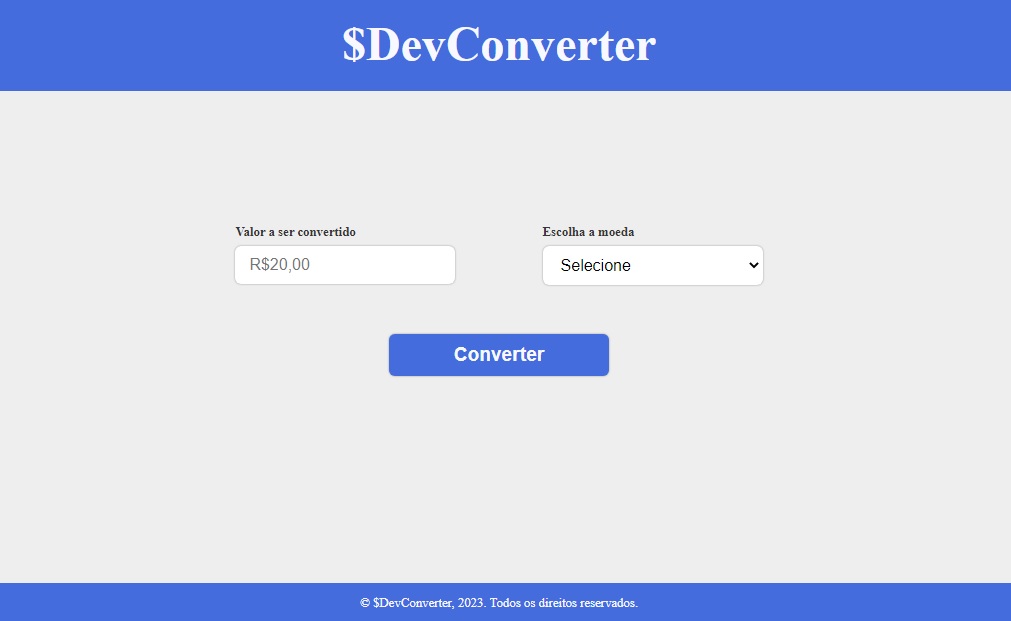 $DevConverter
Valor a ser convertido
Escolha a moeda
R$20,00
Selecione
Converter
© $DevConverter, 2023. Todos os direitos reservados.